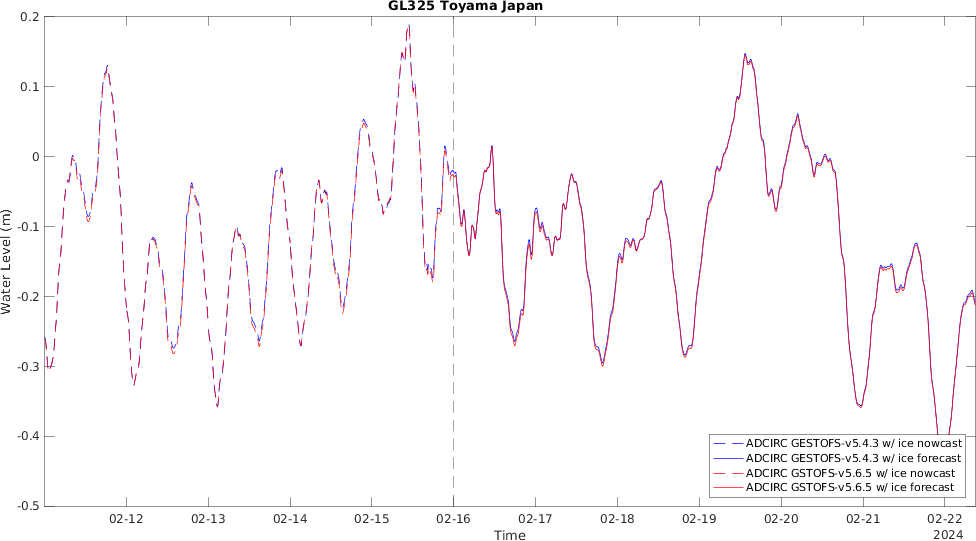 GL325 Toyama Japan
0.2
0.1
0
-0.1
-0.2
-0.3
-0.4
-0.5
Water Level (m)
ADCIRC GESTOFS-v5.4.3 w/ ice nowcast
ADCIRC GESTOFS-v5.4.3 w/ ice forecast
ADCIRC GSTOFS-v5.6.5 w/ ice nowcast
ADCIRC GSTOFS-v5.6.5 w/ ice forecast
02-12 02-13 02-14 02-15 02-16 02-17 02-18 02-19 02-20 02-21 02-22
Time 2024